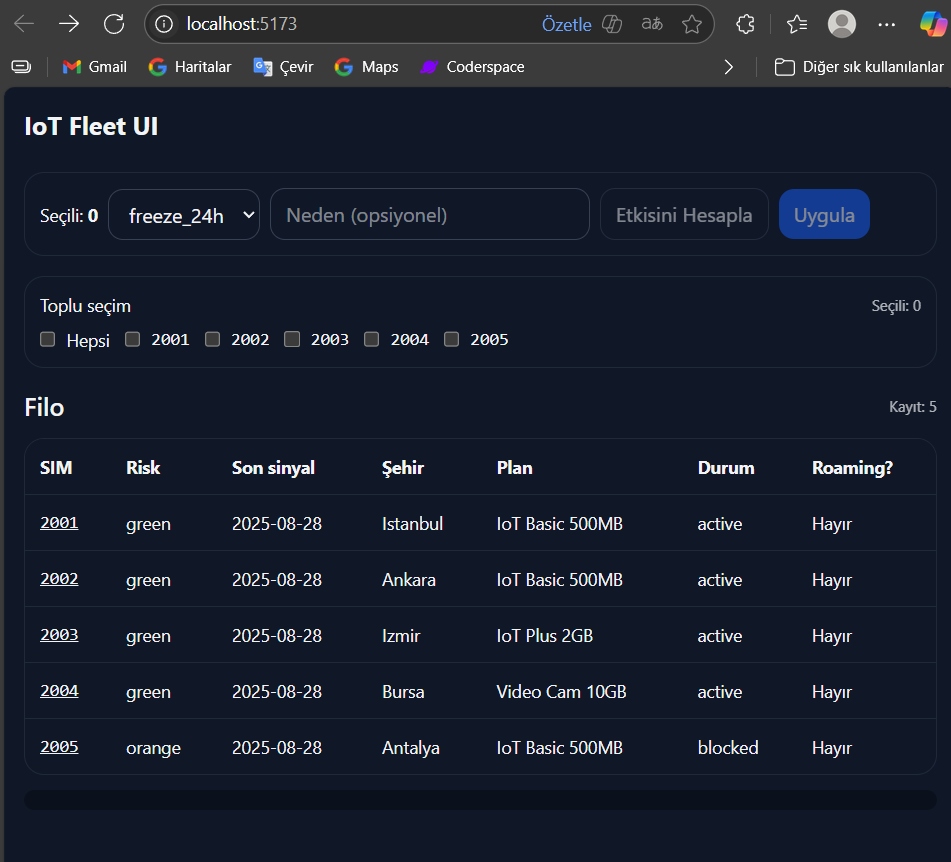 localhost:5173 Özetle aあ
Gmail Haritalar Çevir Maps Coderspace Diğer sık kullanılanlar
IoT Fleet UI
Seçili: 0 freeze_24h Neden (opsiyonel) Etkisini Hesapla Uygula
Toplu seçim Seçili: 0
Hepsi 2001 2002 2003 2004 2005
Filo Kayıt: 5
SIM Risk Son sinyal Şehir Plan Durum Roaming?
2001 green 2025-08-28 Istanbul IoT Basic 500MB active Hayır
2002 green 2025-08-28 Ankara IoT Basic 500MB active Hayır
2003 green 2025-08-28 Izmir IoT Plus 2GB active Hayır
2004 green 2025-08-28 Bursa Video Cam 10GB active Hayır
2005 orange 2025-08-28 Antalya IoT Basic 500MB blocked Hayır